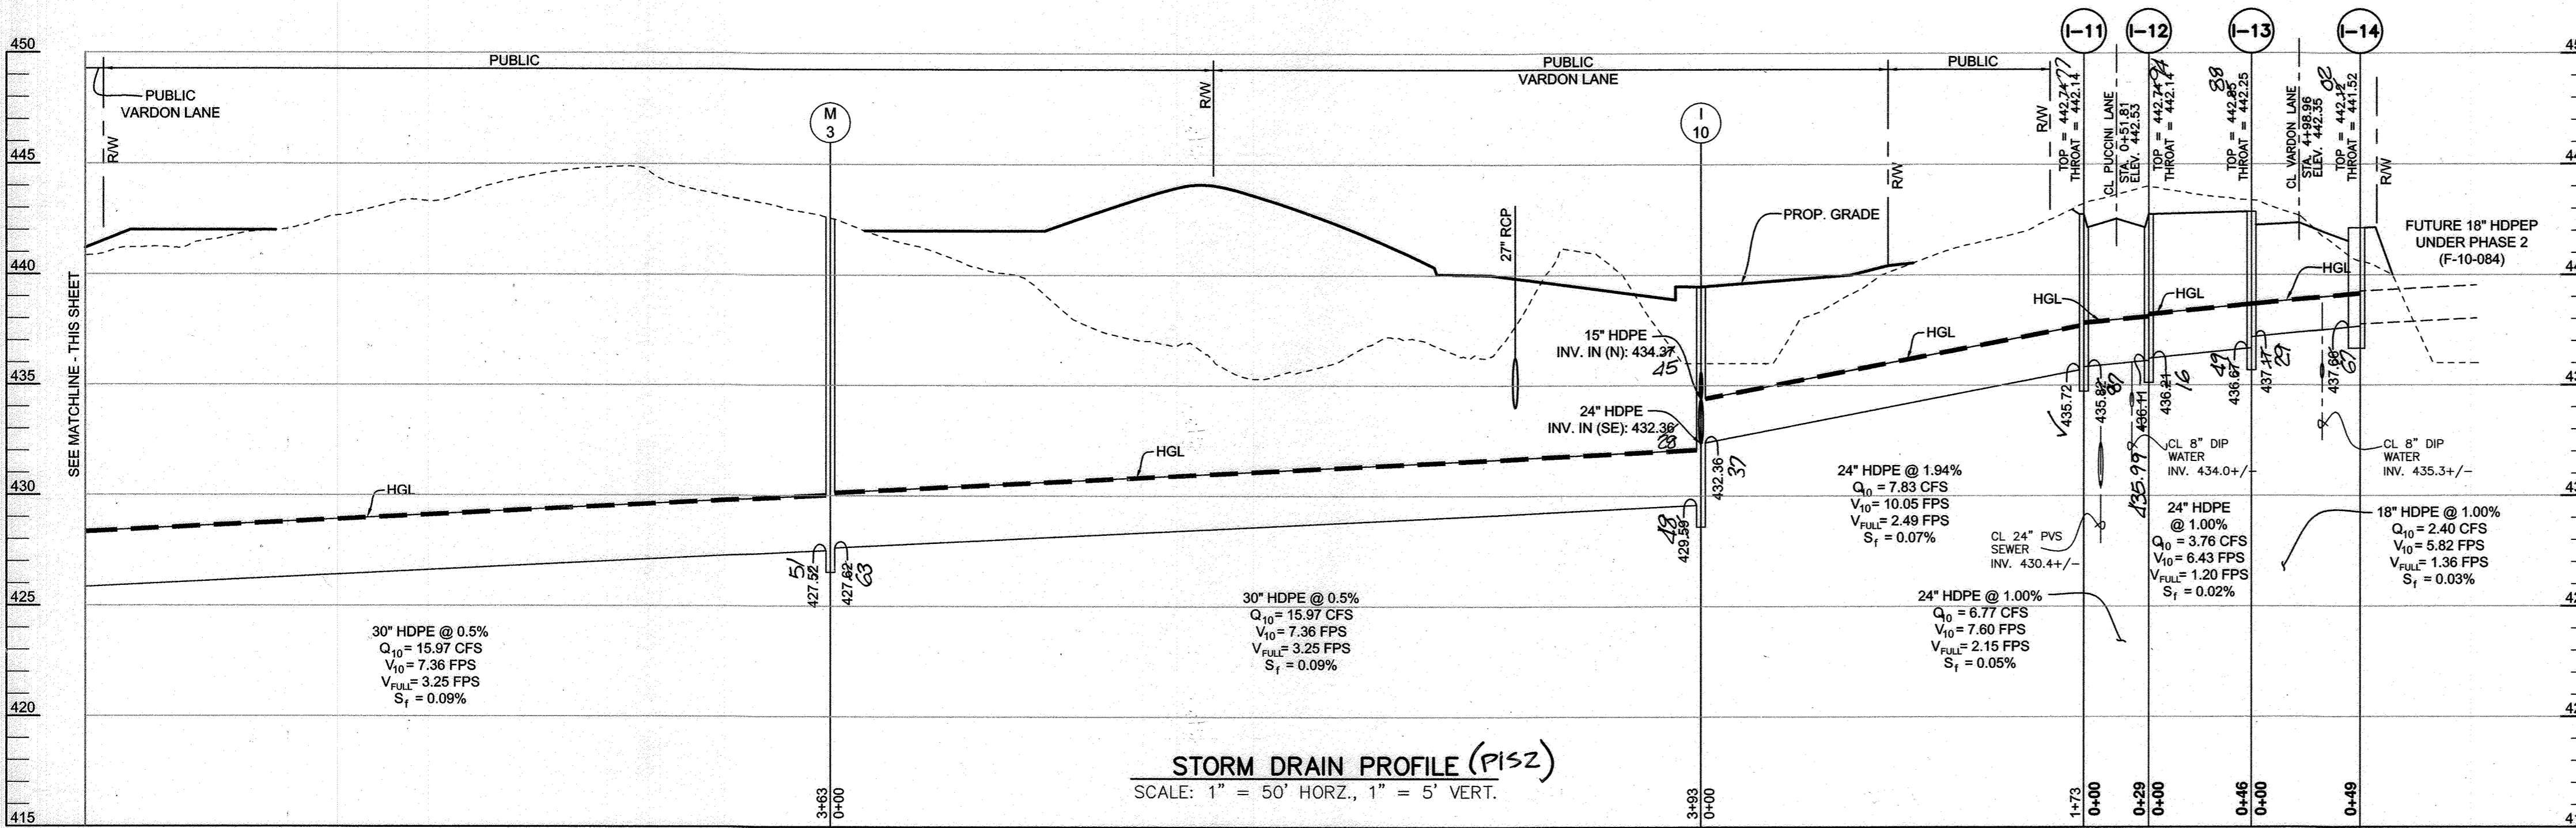 450
445
440
435
430
425
420
415
SEE MATCHLINE - THIS SHEET
PUBLIC
PUBLIC
VARDON LANE
R/W
M
3
R/W
PUBLIC
VARDON LANE
27" RCP
I
10
PROP. GRADE
R/W
PUBLIC
R/W
I-11
TOP = 442.74 77
THROAT = 442.14
CL PUCCINI LANE
STA. 0+51.81
ELEV. 442.53
I-12
TOP = 442.74 94
THROAT = 442.14
I-13
TOP = 442.85 88
THROAT = 442.25
CL VARDON LANE
STA. 4+98.96
ELEV. 442.35
I-14
TOP = 442.12 02
THROAT = 441.52
R/W
FUTURE 18" HDPEP
UNDER PHASE 2
(F-10-084)
HGL
HGL
HGL
HGL
HGL
HGL
HGL
15" HDPE
INV. IN (N): 434.37
45
24" HDPE
INV. IN (SE): 432.36
28
427.52
51
427.62
63
429.59
48
432.36
37
435.72
✓
435.82
87
436.11
435.99
436.21
16
436.67
49
437.17
29
437.66
67
CL 24" PVS
SEWER
INV. 430.4+/-
CL 8" DIP
WATER
INV. 434.0+/-
CL 8" DIP
WATER
INV. 435.3+/-
30" HDPE @ 0.5%
Q10 = 15.97 CFS
V10 = 7.36 FPS
VFULL = 3.25 FPS
Sf = 0.09%
30" HDPE @ 0.5%
Q10 = 15.97 CFS
V10 = 7.36 FPS
VFULL = 3.25 FPS
Sf = 0.09%
24" HDPE @ 1.94%
Q10 = 7.83 CFS
V10 = 10.05 FPS
VFULL = 2.49 FPS
Sf = 0.07%
24" HDPE @ 1.00%
Q10 = 6.77 CFS
V10 = 7.60 FPS
VFULL = 2.15 FPS
Sf = 0.05%
24" HDPE
@ 1.00%
Q10 = 3.76 CFS
V10 = 6.43 FPS
VFULL = 1.20 FPS
Sf = 0.02%
18" HDPE @ 1.00%
Q10 = 2.40 CFS
V10 = 5.82 FPS
VFULL = 1.36 FPS
Sf = 0.03%
3+63
0+00
3+93
0+00
1+73
0+00
0+29
0+00
0+46
0+00
0+49
STORM DRAIN PROFILE (PISZ)
SCALE: 1" = 50' HORZ., 1" = 5' VERT.